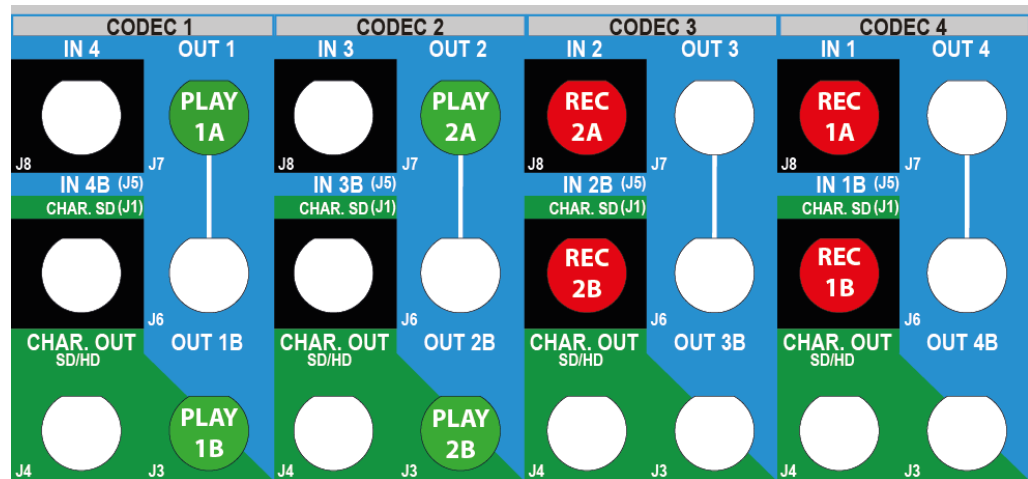 CODEC 1 CODEC 2 CODEC 3 CODEC 4
IN 4 OUT 1 IN 3 OUT 2 IN 2 OUT 3 IN 1 OUT 4
PLAY PLAY REC REC
1A 2A 2A 1A
J8 J7 J8 J7 J8 J7 J8 J7
IN 4B (J5) IN 3B (J5) IN 2B (J5) IN 1B (J5)
CHAR. SD (J1) CHAR. SD (J1) CHAR. SD (J1) CHAR. SD (J1)
REC REC
2B 1B
J6 J6 J6 J6
CHAR. OUT OUT 1B CHAR. OUT OUT 2B CHAR. OUT OUT 3B CHAR. OUT OUT 4B
SD/HD SD/HD SD/HD SD/HD
PLAY PLAY
1B 2B
J4 J3 J4 J3 J4 J3 J4 J3